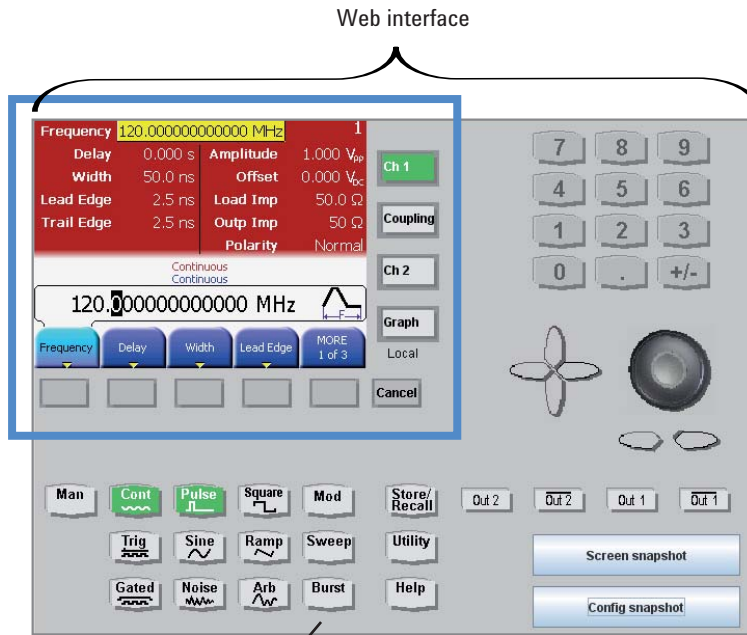 Web interface
Frequency 120.000000000000 MHz 1
Delay 0.000 s Amplitude 1.000 Vpp
Width 50.0 ns Offset 0.000 VDC
Lead Edge 2.5 ns Load Imp 50.0 Ω
Trail Edge 2.5 ns Outp Imp 50 Ω
Polarity Normal
Continuous
Continuous
120.000000000000 MHz
F
Frequency Delay Width Lead Edge MORE 1 of 3
Ch 1
Coupling
Ch 2
Graph
Local
Cancel
7 8 9
4 5 6
1 2 3
0 . +/-
Man Cont Pulse Square Mod Store/ Recall Out 2 Out 2 Out 1 Out 1
Trig Sine Ramp Sweep Utility
Screen snapshot
Gated Noise Arb Burst Help
Config snapshot